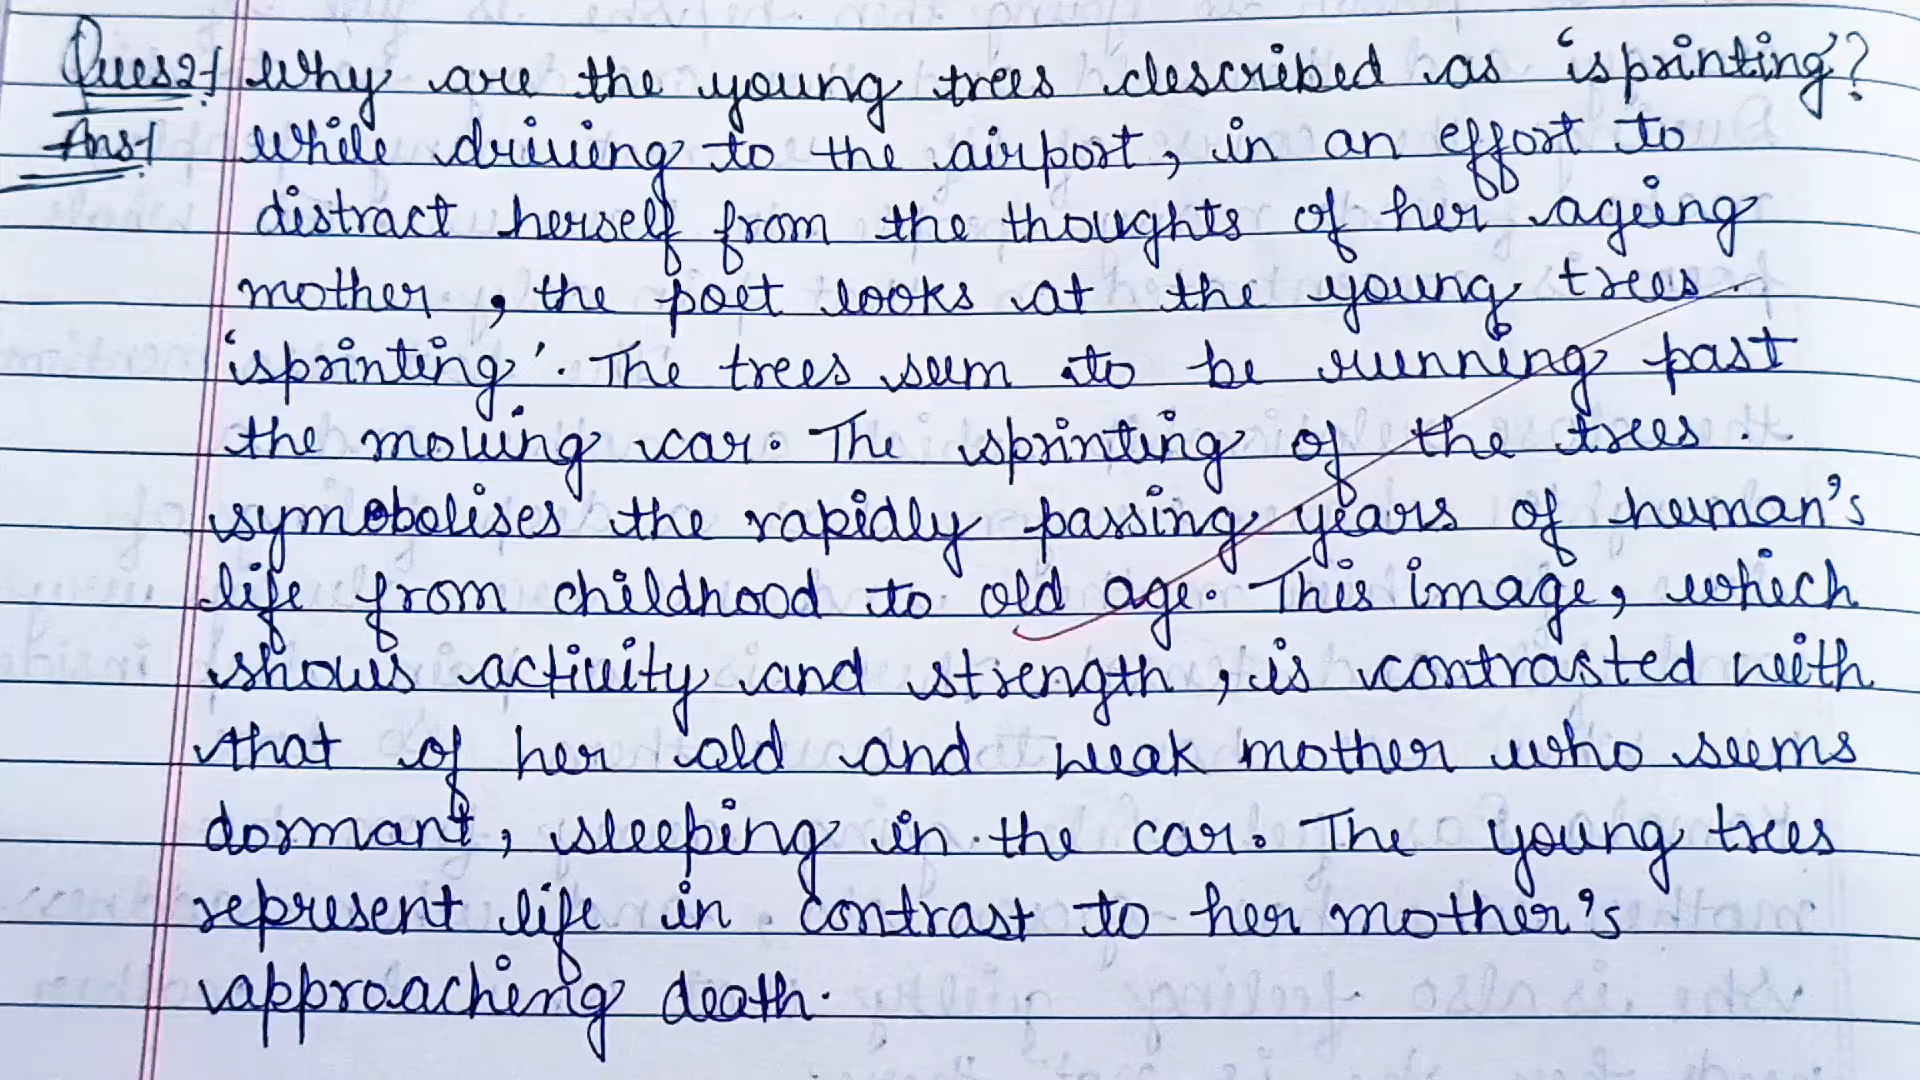 Ques2→ Why are the young trees described as 'sprinting'?
Ans→ While driving to the airport, in an effort to
distract herself from the thoughts of her ageing
mother, the poet looks at the young trees
'sprinting'. The trees seem to be running past
the moving car. The sprinting of the trees
symobolises the rapidly passing years of human's
life from childhood to old age. This image, which
shows activity and strength, is contrasted with
that of her old and weak mother who seems
dormant, sleeping in the car. The young trees
represent life in contrast to her mother's
approaching death.